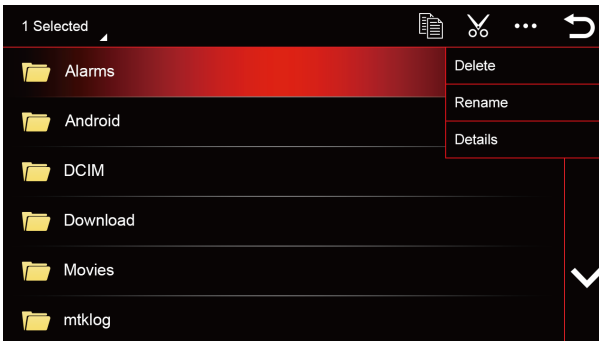 1 Selected
Alarms
Delete
Rename
Android
Details
DCIM
Download
Movies
mtklog